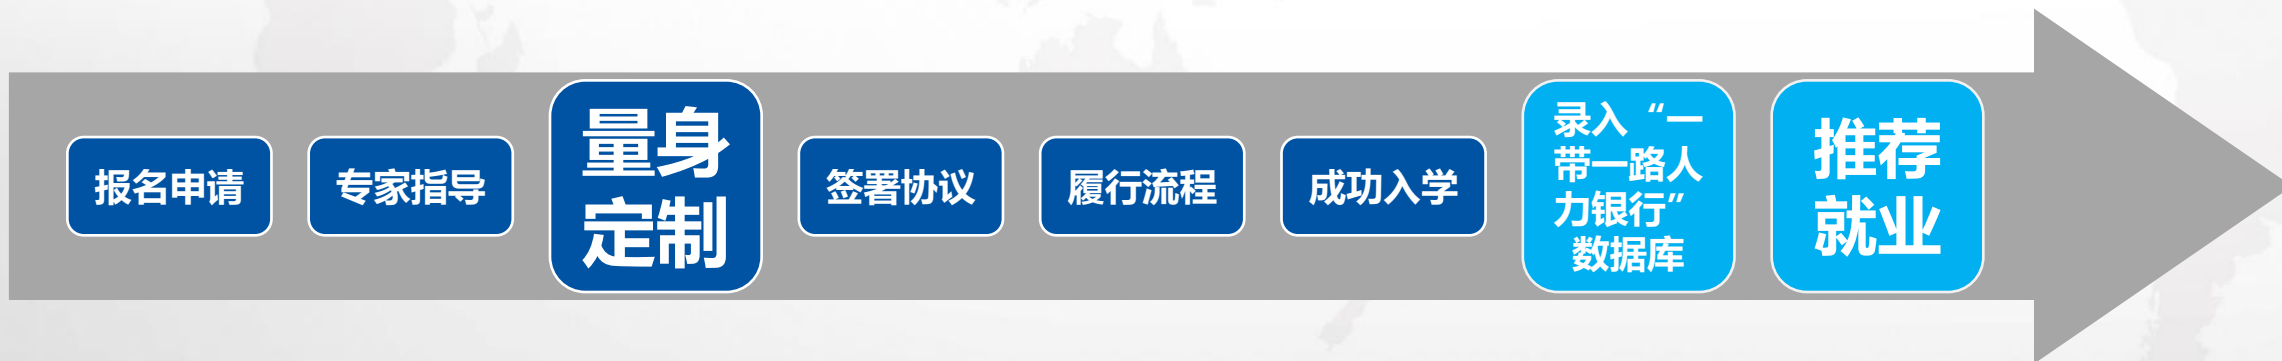 报名申请
专家指导
量身
定制
签署协议
履行流程
成功入学
录入“一
带一路人
力银行”
数据库
推荐
就业